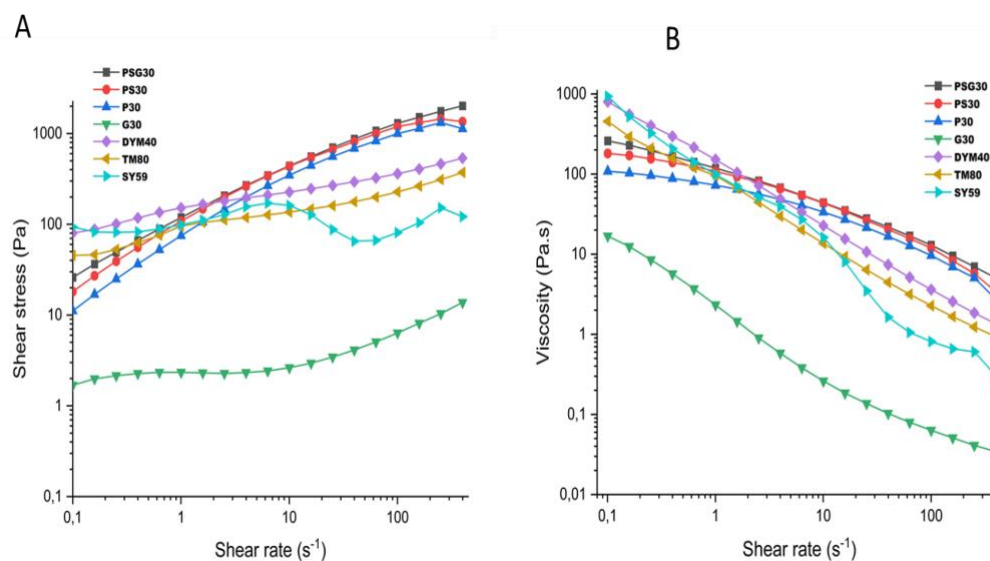 A
PSG30
PS30
P30
G30
DYM40
TM80
SY59
1000
100
10
1
0,1
0,1 1 10 100
Shear stress (Pa)
Shear rate (s⁻¹)
B
PSG30
PS30
P30
G30
DYM40
TM80
SY59
1000
100
10
1
0,1
0,01
0,1 1 10 100
Viscosity (Pa.s)
Shear rate (s⁻¹)